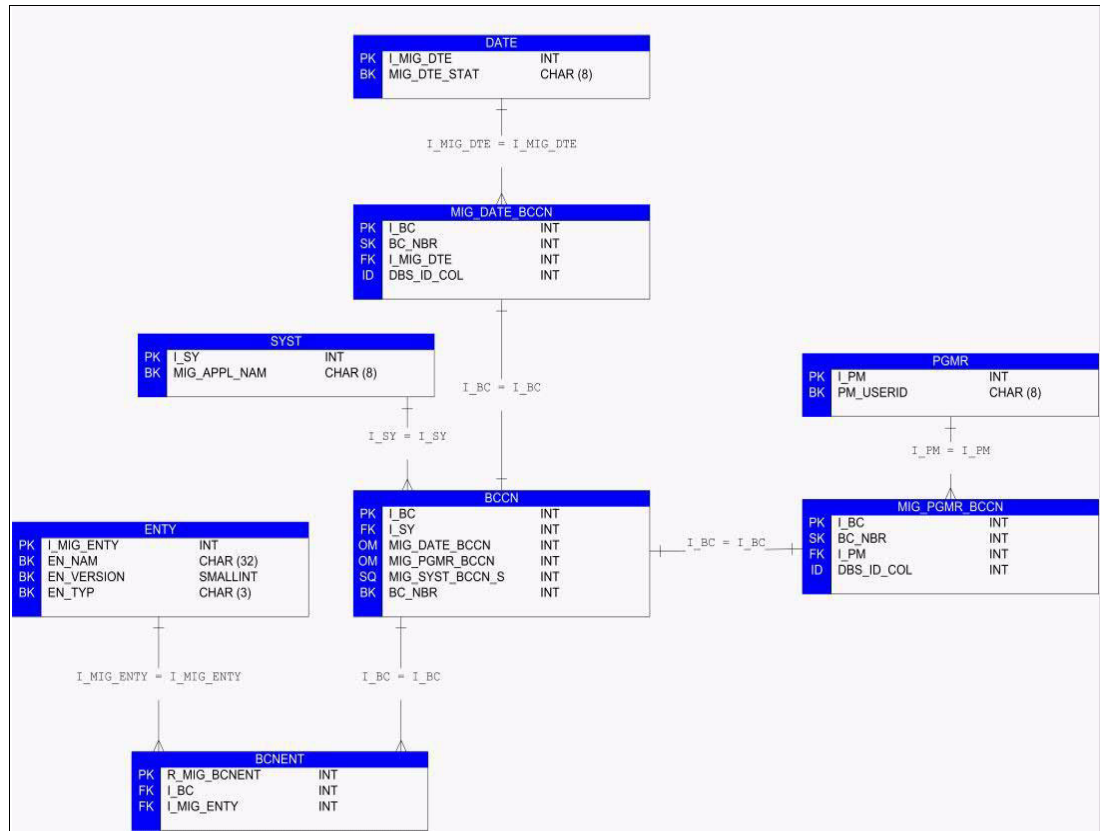 DATE
PK I_MIG_DTE INT
BK MIG_DTE_STAT CHAR (8)
I_MIG_DTE = I_MIG_DTE
MIG_DATE_BCCN
PK I_BC INT
SK BC_NBR INT
FK I_MIG_DTE INT
ID DBS_ID_COL INT
SYST
PK I_SY INT
BK MIG_APPL_NAM CHAR (8)
I_BC = I_BC
I_SY = I_SY
PGMR
PK I_PM INT
BK PM_USERID CHAR (8)
I_PM = I_PM
BCCN
PK I_BC INT
FK I_SY INT
OM MIG_DATE_BCCN INT
OM MIG_PGMR_BCCN INT
SQ MIG_SYST_BCCN_S INT
BK BC_NBR INT
I_BC = I_BC
MIG_PGMR_BCCN
PK I_BC INT
SK BC_NBR INT
FK I_PM INT
ID DBS_ID_COL INT
ENTY
PK I_MIG_ENTY INT
BK EN_NAM CHAR (32)
BK EN_VERSION SMALLINT
BK EN_TYP CHAR (3)
I_MIG_ENTY = I_MIG_ENTY
I_BC = I_BC
BCNENT
PK R_MIG_BCNENT INT
FK I_BC INT
FK I_MIG_ENTY INT